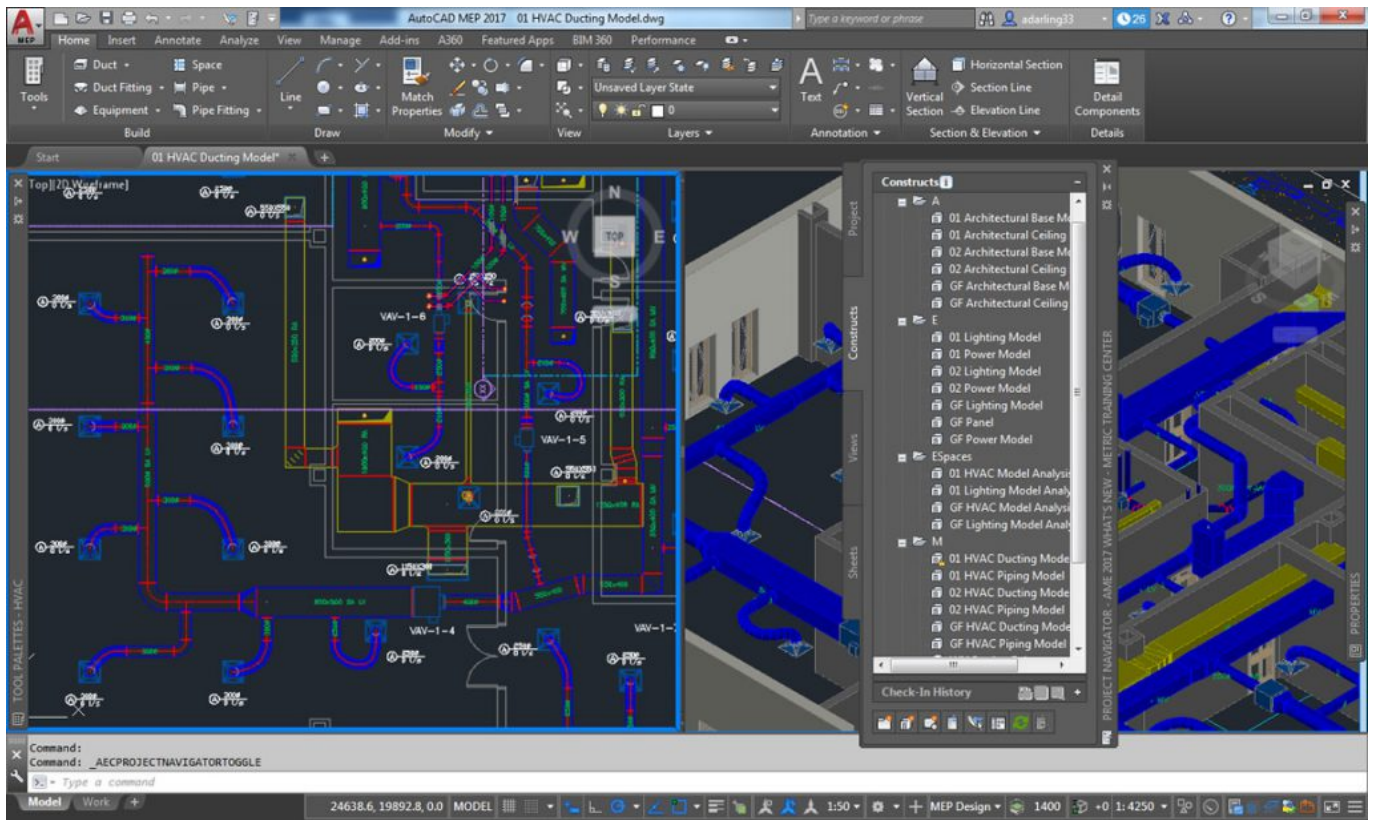 AutoCAD MEP 2017 01 HVAC Ducting Model.dwg
Type a keyword or phrase
adarling33
26
MEP
Home Insert Annotate Analyze View Manage Add-ins A360 Featured Apps BIM 360 Performance
Duct
Space
Duct Fitting
Pipe
Equipment
Pipe Fitting
Tools
Line
Match
Properties
Unsaved Layer State
0
Text
Vertical
Section
Horizontal Section
Section Line
Elevation Line
Detail
Components
Build Draw Modify View Layers Annotation Section & Elevation Details
Start 01 HVAC Ducting Model*
Top][2D Wireframe]
N
W TOP E
S
VAV-1-6
VAV-1-5
VAV-1-4
TOOL PALETTES - HVAC
Constructs
A
01 Architectural Base M
01 Architectural Ceiling
02 Architectural Base M
02 Architectural Ceiling
GF Architectural Base M
GF Architectural Ceiling
E
01 Lighting Model
01 Power Model
02 Lighting Model
02 Power Model
GF Lighting Model
GF Panel
GF Power Model
ESpaces
01 HVAC Model Analysis
01 Lighting Model Analy
GF HVAC Model Analysi
GF Lighting Model Anal
M
01 HVAC Ducting Mode
01 HVAC Piping Model
02 HVAC Ducting Mode
02 HVAC Piping Model
GF HVAC Ducting Mode
GF HVAC Piping Model
Check-In History
Project
Constructs
Views
Sheets
PROJECT NAVIGATOR - AME 2017 WHAT'S NEW - METRIC TRAINING CENTER
PROPERTIES
Command:
Command: _AECPROJECTNAVIGATORTOGGLE
Type a command
Model Work
24638.6, 19892.8, 0.0 MODEL 1:50 MEP Design 1400 +0 1:4250